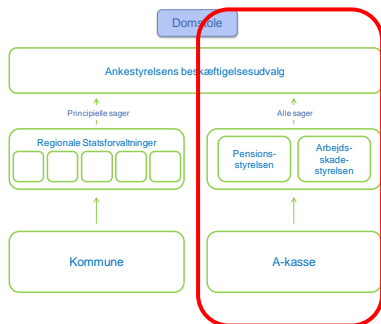 Domstole
Ankestyrelsens beskæftigelsesudvalg
Principielle sager
Alle sager
Regionale Statsforvaltninger
Pensions-
styrelsen
Arbejds-
skade-
styrelsen
Kommune
A-kasse